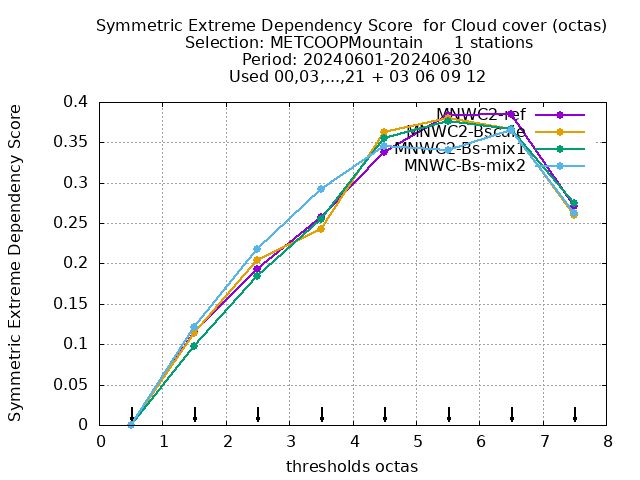 Symmetric Extreme Dependency Score  for Cloud cover (octas)
Selection: METCOOPMountain      1 stations
Period: 20240601-20240630
Used 00,03,...,21 + 03 06 09 12
Symmetric Extreme Dependency Score
0.4
0.35
0.3
0.25
0.2
0.15
0.1
0.05
0
MNWC2-ref
MNWC2-Bscare
MNWC2-Bs-mix1
MNWC-Bs-mix2
0 1 2 3 4 5 6 7 8
thresholds octas